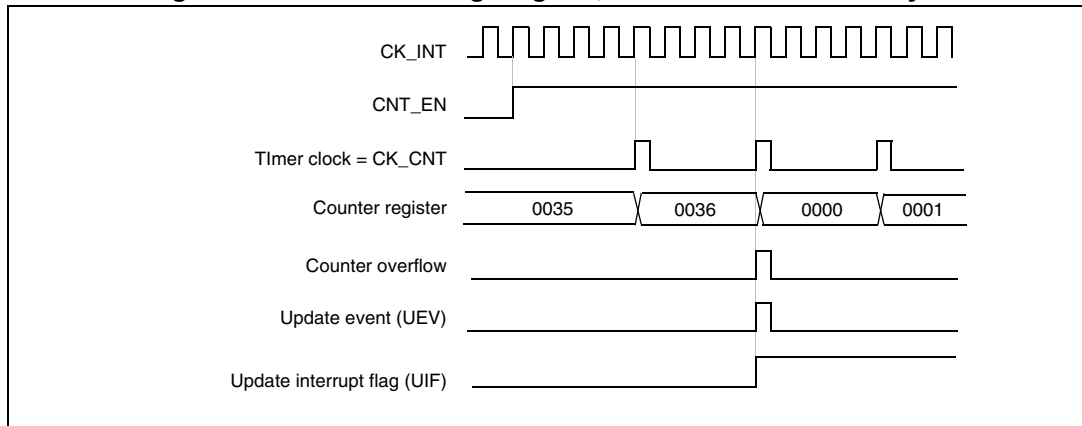 CK_INT
CNT_EN
TImer clock = CK_CNT
Counter register 0035 0036 0000 0001
Counter overflow
Update event (UEV)
Update interrupt flag (UIF)